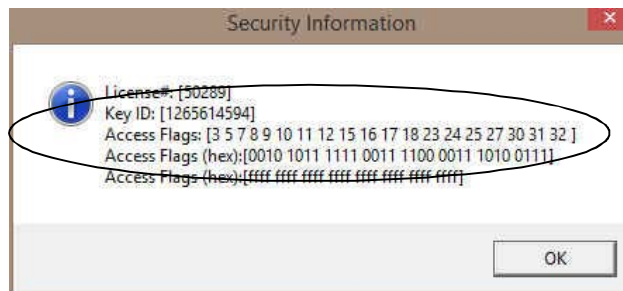 Security Information
License#: [50289]
Key ID: [1265614594]
Access Flags: [3 5 7 8 9 10 11 12 15 16 17 18 23 24 25 27 30 31 32 ]
Access Flags (hex):[0010 1011 1111 0011 1100 0011 1010 0111]
Access Flags (hex):[ffff ffff ffff ffff ffff ffff ffff ffff]
OK